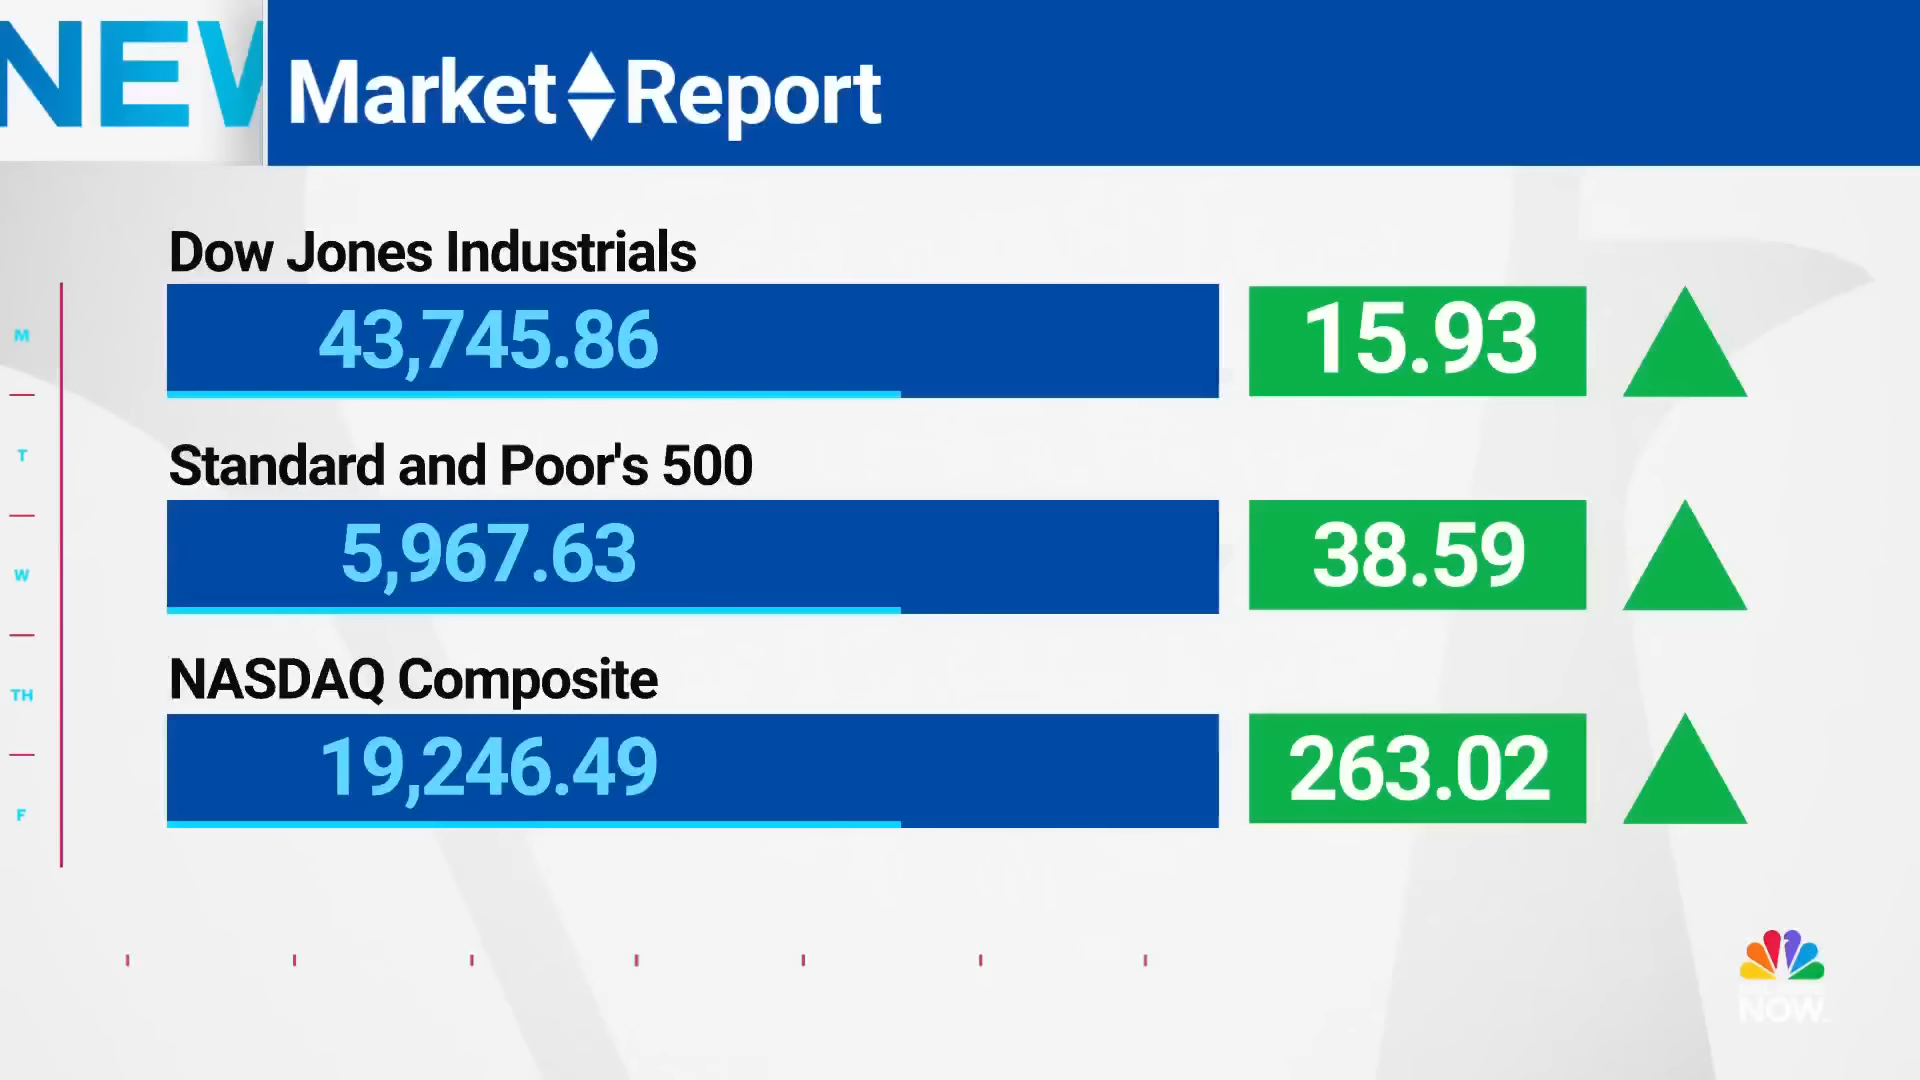 NEW
Market Report
Dow Jones Industrials
43,745.86 15.93
Standard and Poor's 500
5,967.63 38.59
NASDAQ Composite
19,246.49 263.02
M
T
W
TH
F
NOW